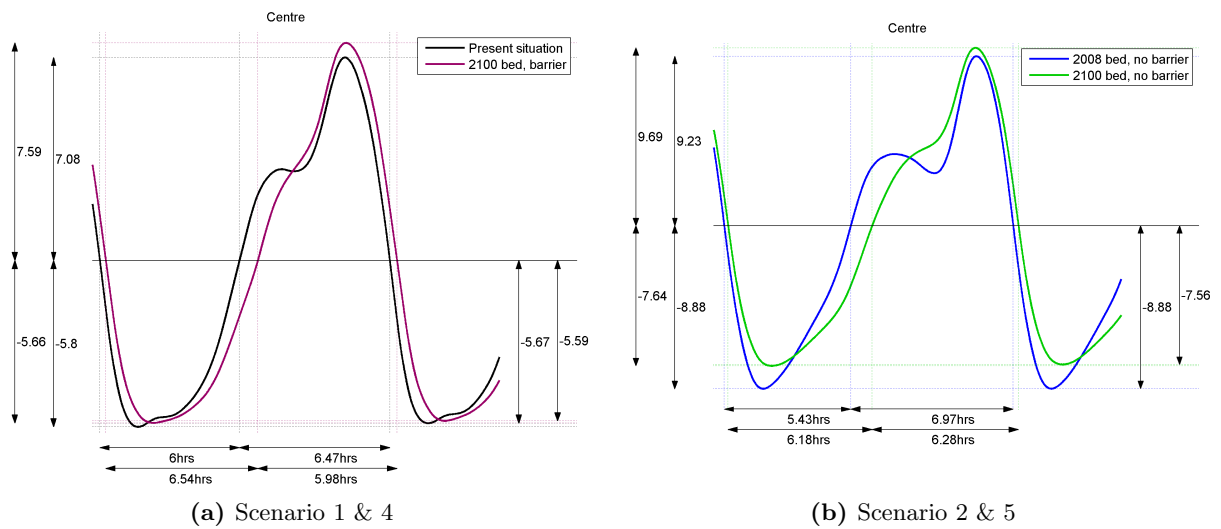 Centre
Present situation
2100 bed, barrier
7.59
7.08
-5.66
-5.8
-5.67
-5.59
6hrs
6.47hrs
6.54hrs
5.98hrs
(a) Scenario 1 & 4
Centre
2008 bed, no barrier
2100 bed, no barrier
9.69
9.23
-7.64
-8.88
-8.88
-7.56
5.43hrs
6.97hrs
6.18hrs
6.28hrs
(b) Scenario 2 & 5